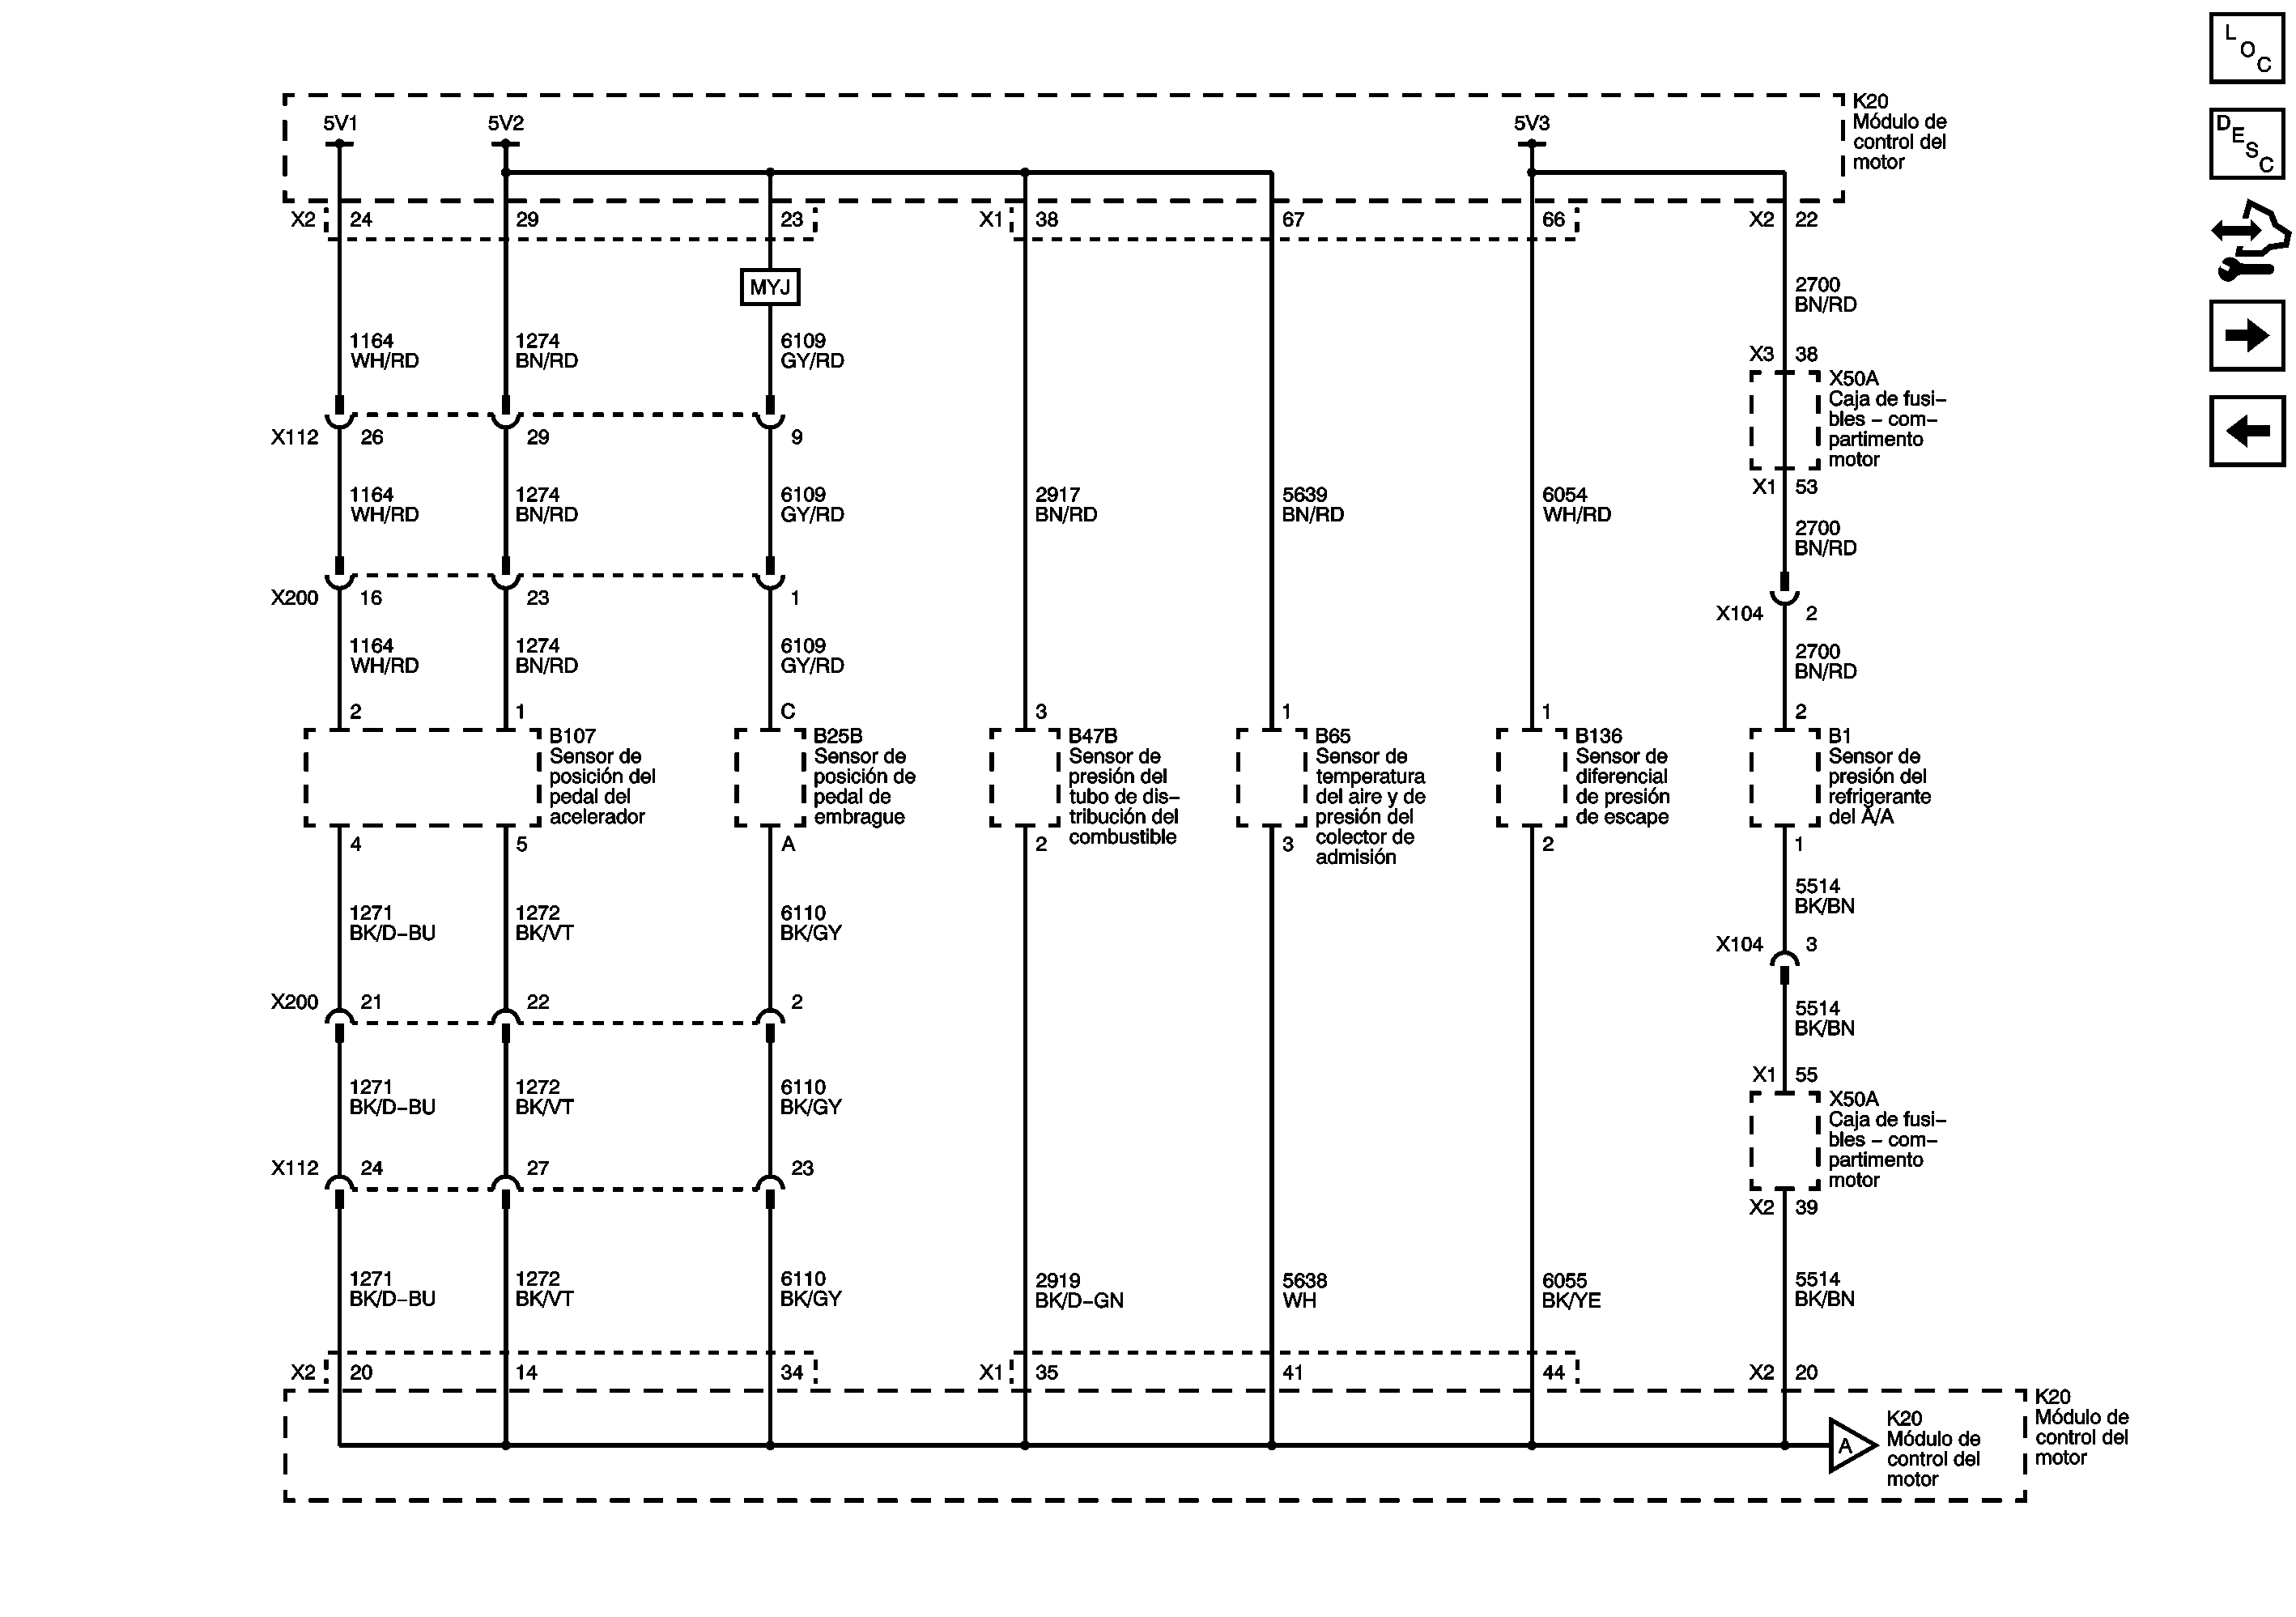 L
O
C
D
E
S
C
K20
Módulo de
control del
motor
5V1
5V2
5V3
X2 24 29 23 X1 38 67 66 X2 22
MYJ
2700
BN/RD
1164
WH/RD
1274
BN/RD
6109
GY/RD
X3 38
X50A
Caja de fusi–
bles – com–
partimento
motor
X112 26 29 9
X1 53
1164
WH/RD
1274
BN/RD
6109
GY/RD
2917
BN/RD
5639
BN/RD
6054
WH/RD
2700
BN/RD
X200 16 23 1
X104 2
1164
WH/RD
1274
BN/RD
6109
GY/RD
2700
BN/RD
2 1 C 3 1 1 2
B107
Sensor de
posición del
pedal del
acelerador
B25B
Sensor de
posición de
pedal de
embrague
B47B
Sensor de
presión del
tubo de dis–
tribución del
combustible
B65
Sensor de
temperatura
del aire y de
presión del
colector de
admisión
B136
Sensor de
diferencial
de presión
de escape
B1
Sensor de
presión del
refrigerante
del A/A
4 5 A 2 3 2 1
1271
BK/D–BU
1272
BK/VT
6110
BK/GY
5514
BK/BN
X104 3
X200 21 22 2
5514
BK/BN
1271
BK/D–BU
1272
BK/VT
6110
BK/GY
X1 55
X50A
Caja de fusi–
bles – com–
partimento
motor
X112 24 27 23
X2 39
1271
BK/D–BU
1272
BK/VT
6110
BK/GY
2919
BK/D–GN
5638
WH
6055
BK/YE
5514
BK/BN
X2 20 14 34 X1 35 41 44 X2 20
K20
Módulo de
control del
motor
A
K20
Módulo de
control del
motor